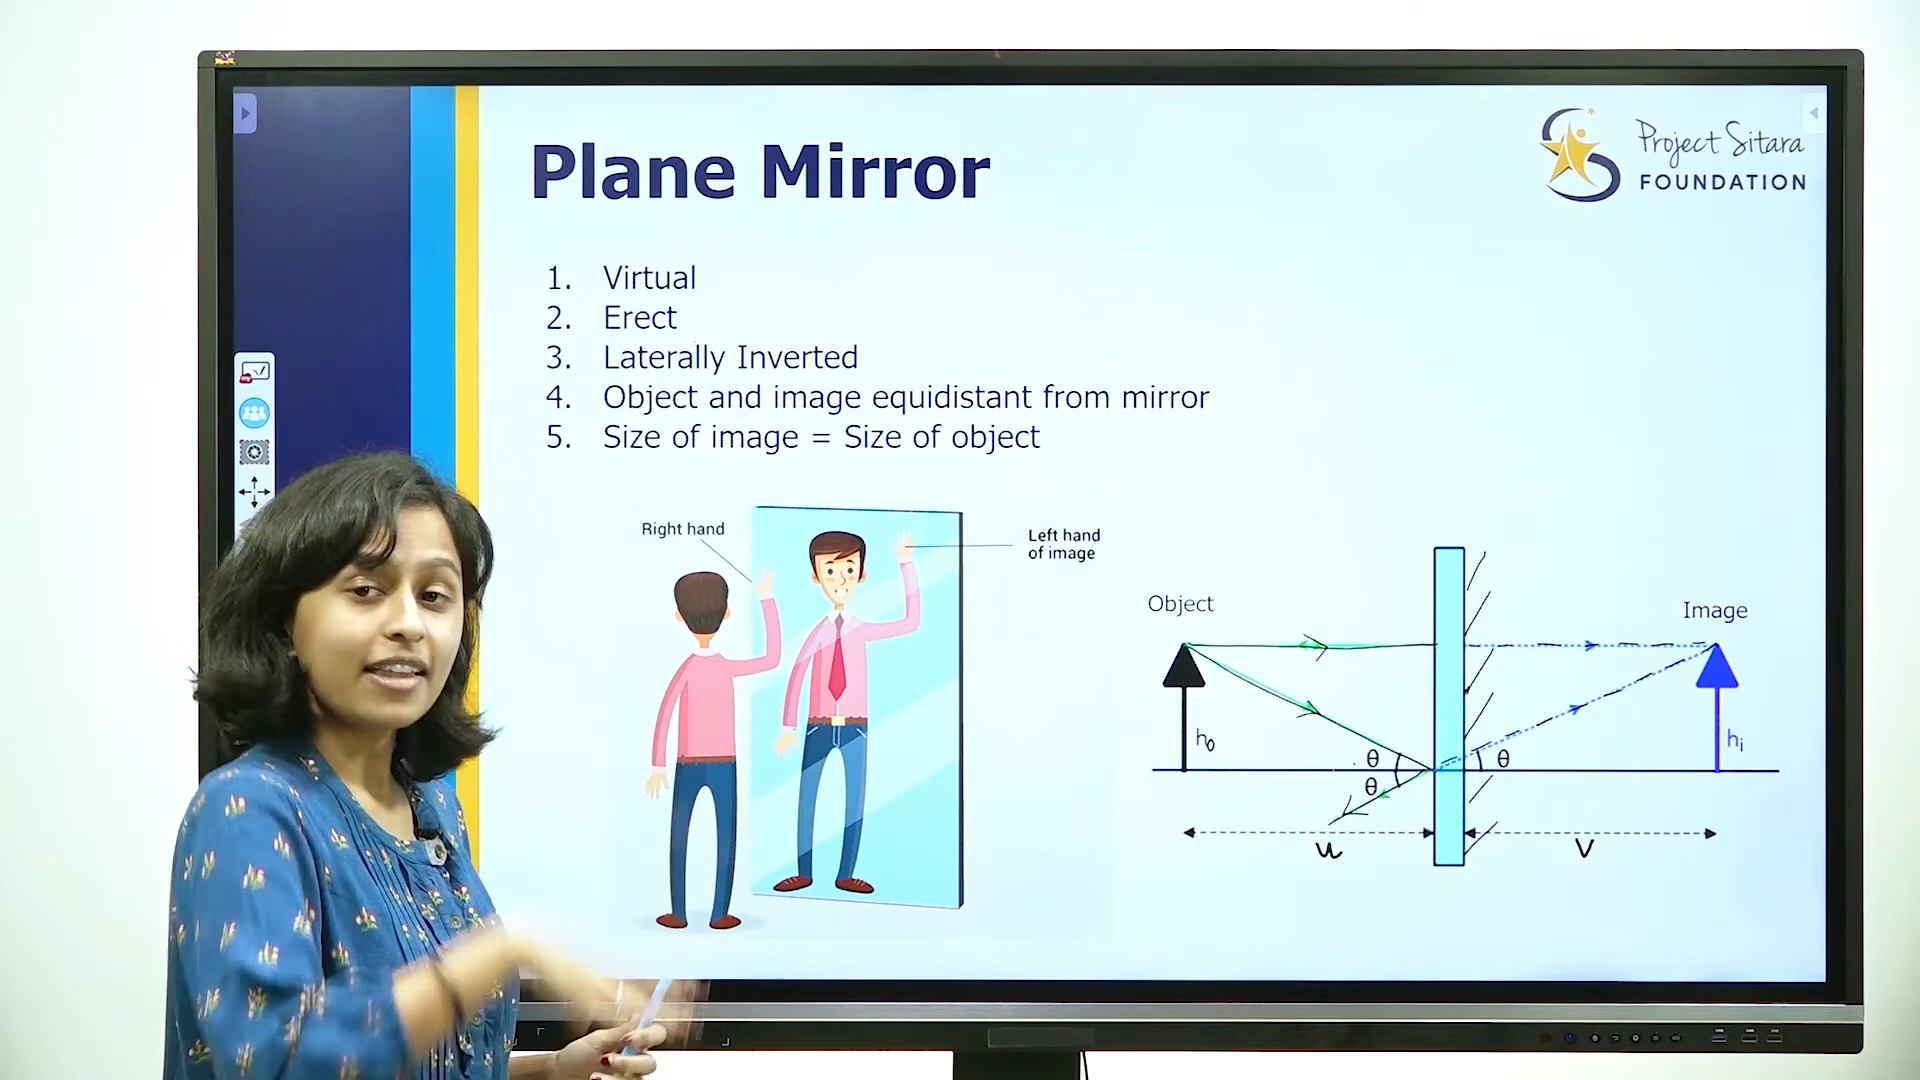 Plane Mirror
Project Sitara
FOUNDATION
1. Virtual
2. Erect
3. Laterally Inverted
4. Object and image equidistant from mirror
5. Size of image = Size of object
Right hand
Left hand
of image
Object
Image
h₀
hᵢ
θ
θ
θ
u
v